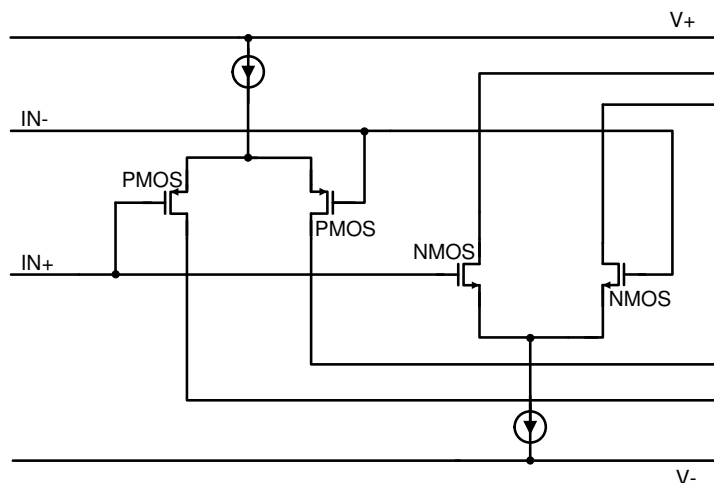 V+
IN-
PMOS
PMOS
NMOS
IN+
NMOS
V-